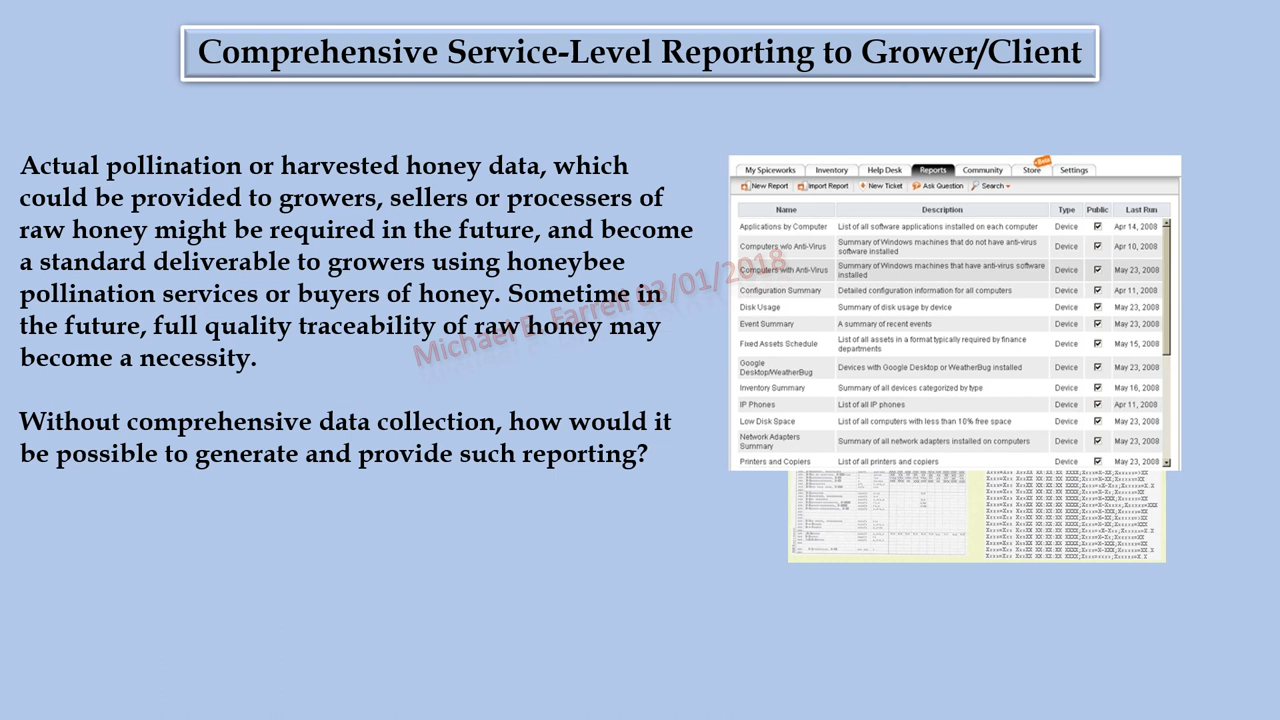 Comprehensive Service-Level Reporting to Grower/Client
Actual pollination or harvested honey data, which
could be provided to growers, sellers or processers of
raw honey might be required in the future, and become
a standard deliverable to growers using honeybee
pollination services or buyers of honey. Sometime in
the future, full quality traceability of raw honey may
become a necessity.
Without comprehensive data collection, how would it
be possible to generate and provide such reporting?
Michael E. Farrell 03/01/2018
Beta
My Spiceworks Inventory Help Desk Reports Community Store Settings
New Report Import Report New Ticket Ask Question Search
Name Description Type Public Last Run
Applications by Computer List of all software applications installed on each computer Device Apr 14, 2008
Computers w/o Anti-Virus Summary of Windows machines that do not have anti-virus software installed Device Apr 10, 2008
Computers with Anti-Virus Summary of Windows machines that have anti-virus software installed Device May 23, 2008
Configuration Summary Detailed configuration information for all computers Device Apr 11, 2008
Disk Usage Summary of disk usage by device Device May 23, 2008
Event Summary A summary of recent events Device May 23, 2008
Fixed Assets Schedule List of all assets in a format typically required by finance departments Device May 15, 2008
Google Desktop/WeatherBug Devices with Google Desktop or WeatherBug installed Device May 23, 2008
Inventory Summary Summary of all devices categorized by type Device May 16, 2008
IP Phones List of all IP phones Device Apr 11, 2008
Low Disk Space List of all computers with less than 10% free space Device May 23, 2008
Network Adapters Summary Summary of all network adapters installed on computers Device May 23, 2008
Printers and Copiers List of all printers and copiers Device May 23, 2008